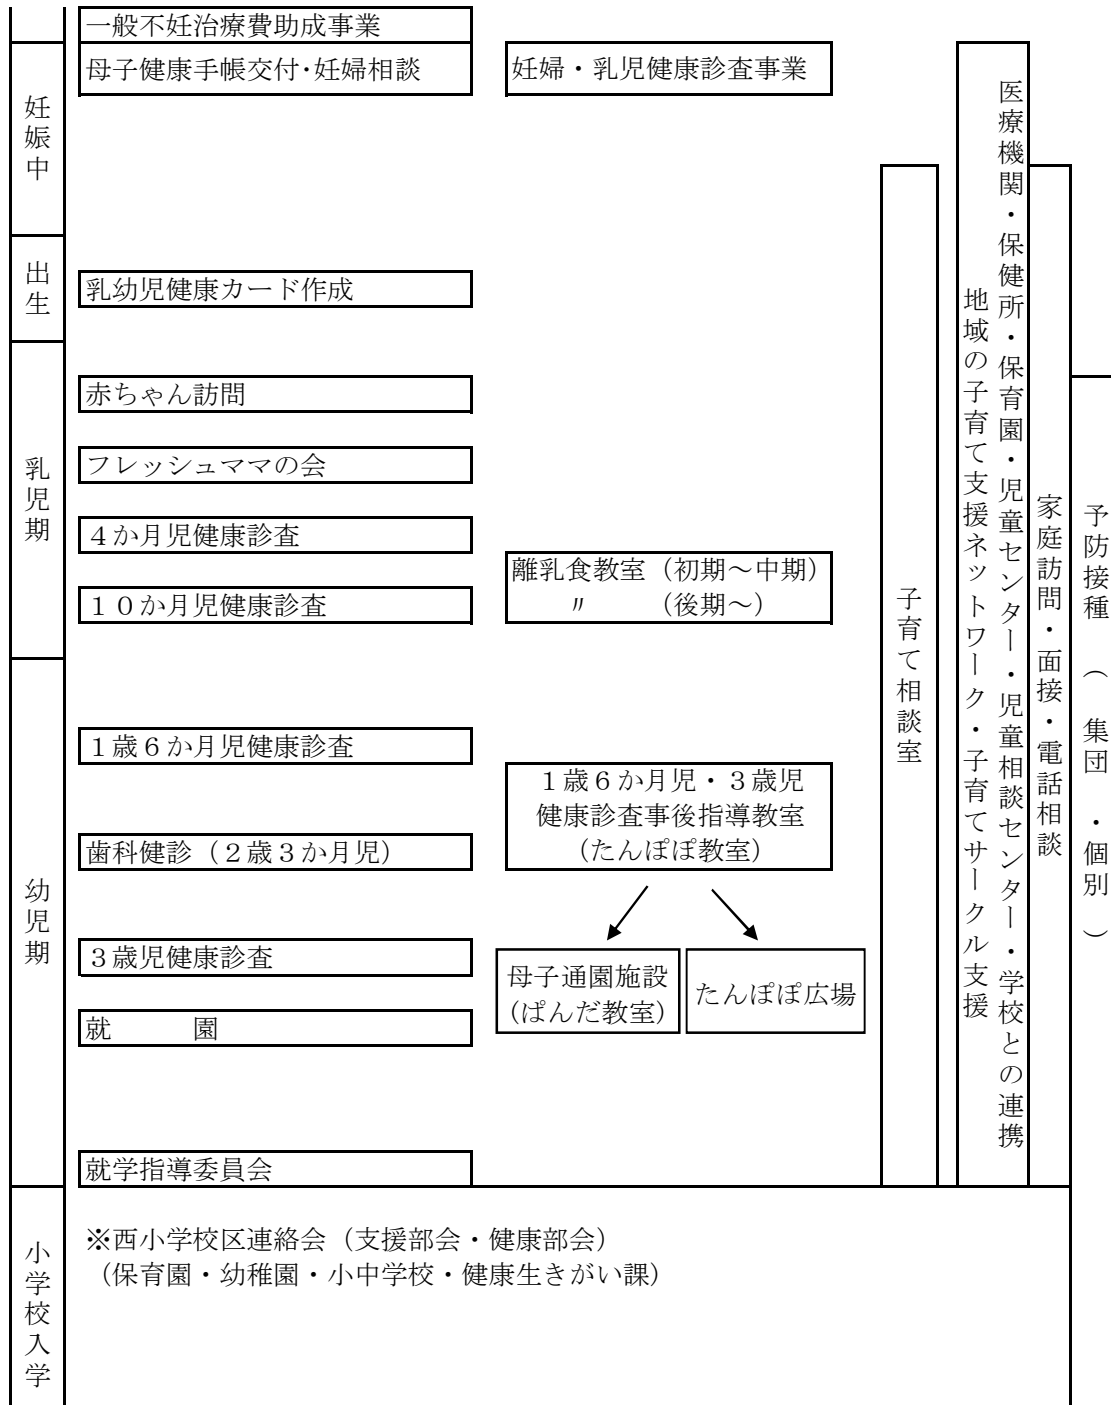 一般不妊治療費助成事業
妊娠中
母子健康手帳交付･妊婦相談
妊婦・乳児健康診査事業
出生
乳幼児健康カード作成
乳児期
赤ちゃん訪問
フレッシュママの会
４か月児健康診査
１０か月児健康診査
離乳食教室（初期～中期）
〃　　（後期～）
幼児期
１歳６か月児健康診査
１歳６か月児・３歳児
健康診査事後指導教室
（たんぽぽ教室）
歯科健診（２歳３か月児）
３歳児健康診査
母子通園施設
（ぱんだ教室）
たんぽぽ広場
就　　　園
就学指導委員会
子育て相談室
医療機関・保健所・保育園・児童センター・児童相談センター・学校との連携
地域の子育て支援ネットワーク・子育てサークル支援
家庭訪問・面接・電話相談
予防接種　（　集団　・個別　）
小学校入学
※西小学校区連絡会（支援部会・健康部会）
（保育園・幼稚園・小中学校・健康生きがい課）